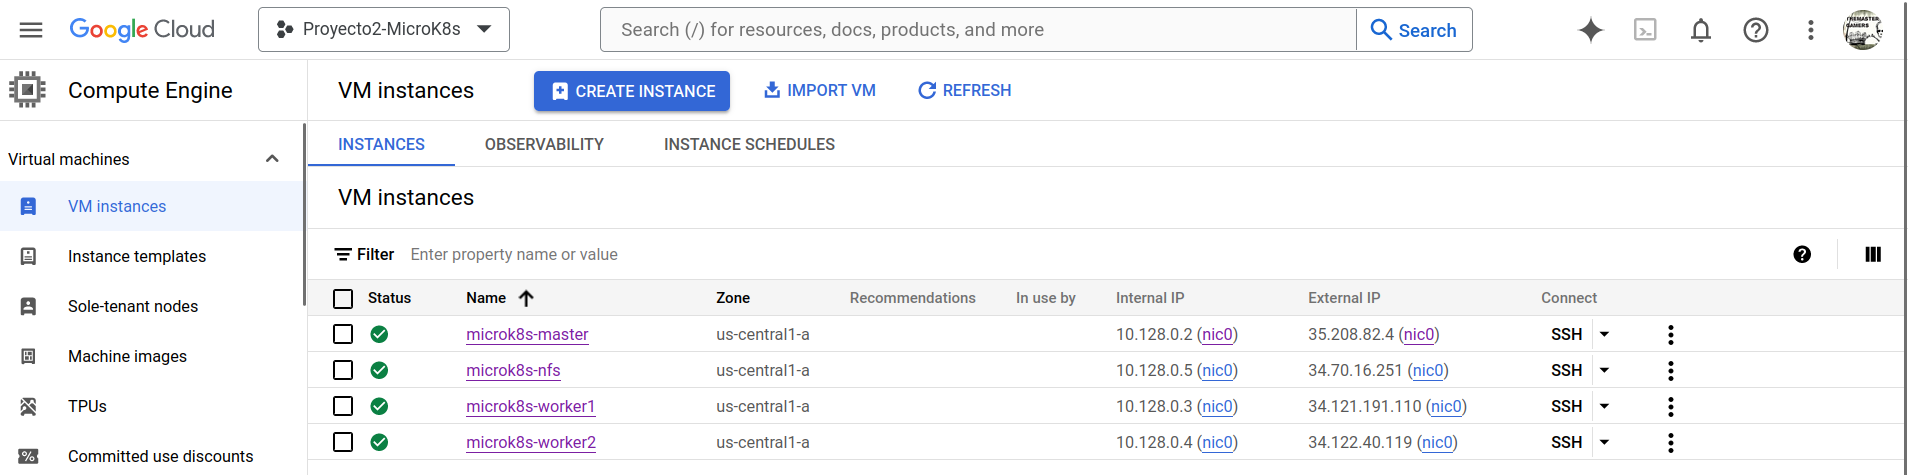 Google Cloud Proyecto2-MicroK8s Search (/) for resources, docs, products, and more Search
Compute Engine
VM instances CREATE INSTANCE IMPORT VM REFRESH
Virtual machines
VM instances
Instance templates
Sole-tenant nodes
Machine images
TPUs
Committed use discounts
INSTANCES OBSERVABILITY INSTANCE SCHEDULES
VM instances
Filter Enter property name or value
Status Name Zone Recommendations In use by Internal IP External IP Connect
microk8s-master us-central1-a 10.128.0.2 (nic0) 35.208.82.4 (nic0) SSH
microk8s-nfs us-central1-a 10.128.0.5 (nic0) 34.70.16.251 (nic0) SSH
microk8s-worker1 us-central1-a 10.128.0.3 (nic0) 34.121.191.110 (nic0) SSH
microk8s-worker2 us-central1-a 10.128.0.4 (nic0) 34.122.40.119 (nic0) SSH